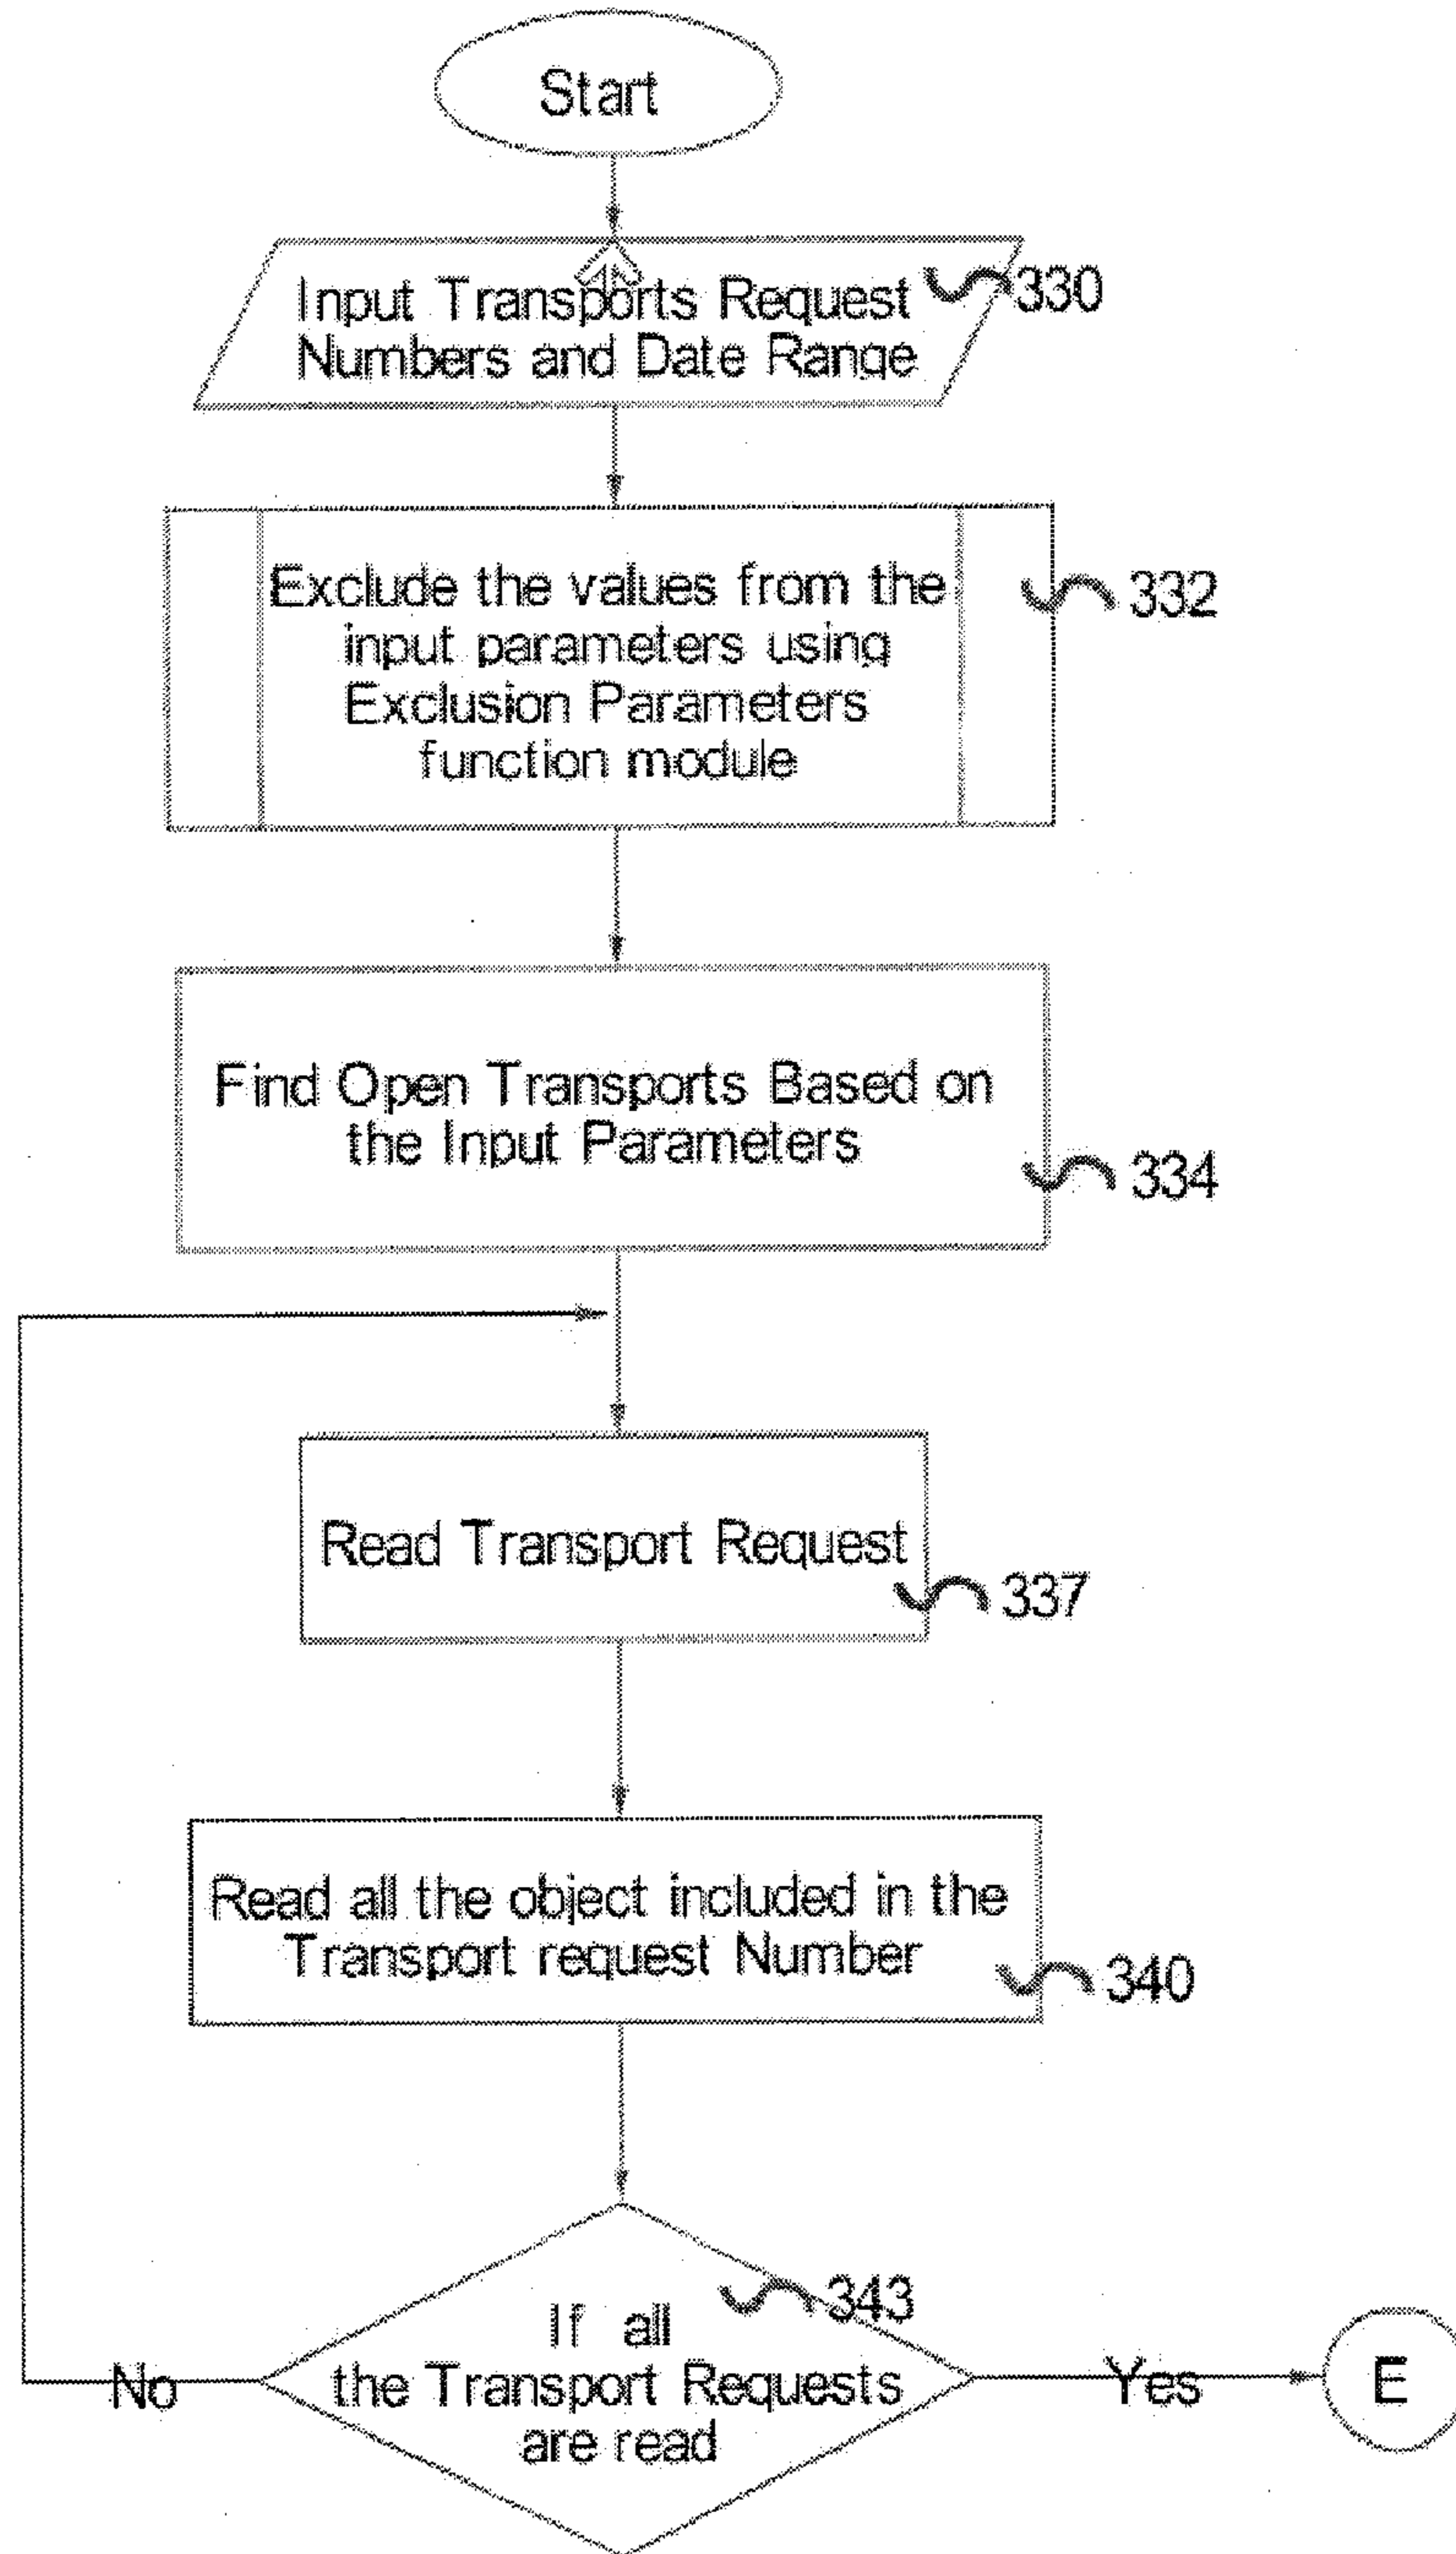 Start
Input Transports Request
Numbers and Date Range
330
Exclude the values from the
input parameters using
Exclusion Parameters
function module
332
Find Open Transports Based on
the Input Parameters
334
Read Transport Request
337
Read all the object included in the
Transport request Number
340
343
If all
the Transport Requests
are read
No
Yes
E